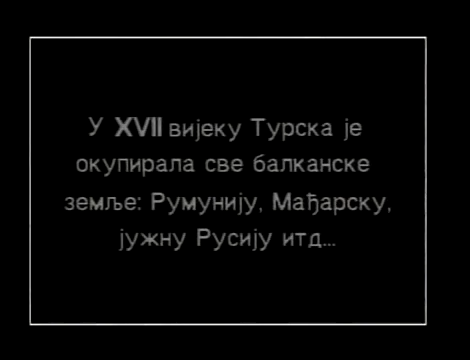 У XVII вијеку Турска је
окупирала све балканске
земље: Румунију, Мађарску,
јужну Русију итд...